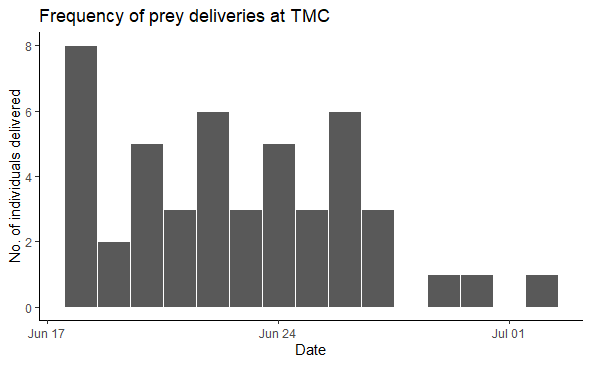 Frequency of prey deliveries at TMC
No. of individuals delivered
8
6
4
2
0
Jun 17
Jun 24
Jul 01
Date